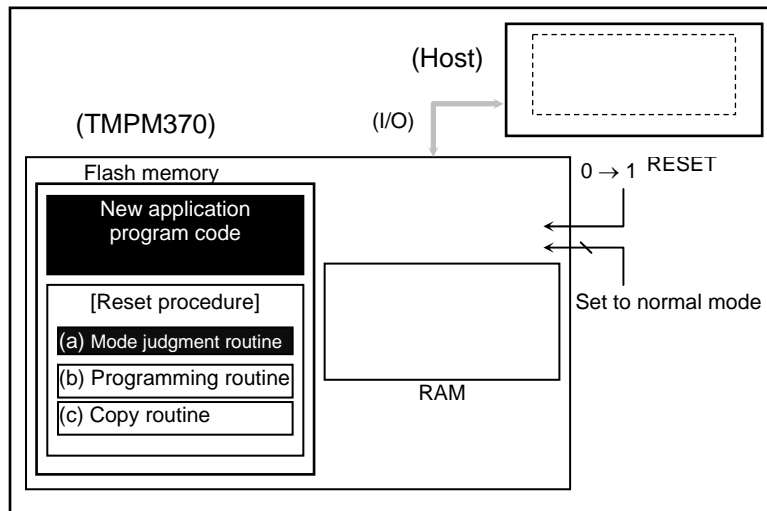 (Host)
(TMPM370)
(I/O)
Flash memory
0 → 1 RESET
New application
program code
[Reset procedure]
Set to normal mode
(a) Mode judgment routine
(b) Programming routine
(c) Copy routine
RAM